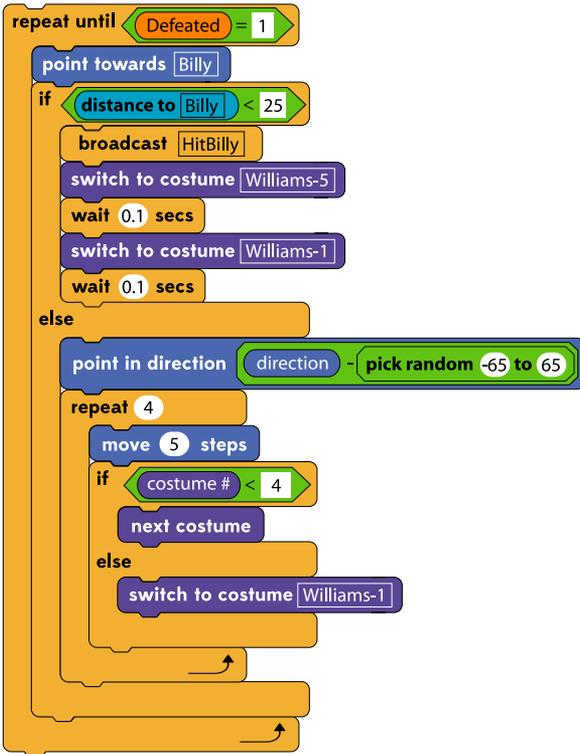 repeat until Defeated = 1
point towards Billy
if distance to Billy < 25
broadcast HitBilly
switch to costume Williams-5
wait 0.1 secs
switch to costume Williams-1
wait 0.1 secs
else
point in direction direction - pick random -65 to 65
repeat 4
move 5 steps
if costume # < 4
next costume
else
switch to costume Williams-1